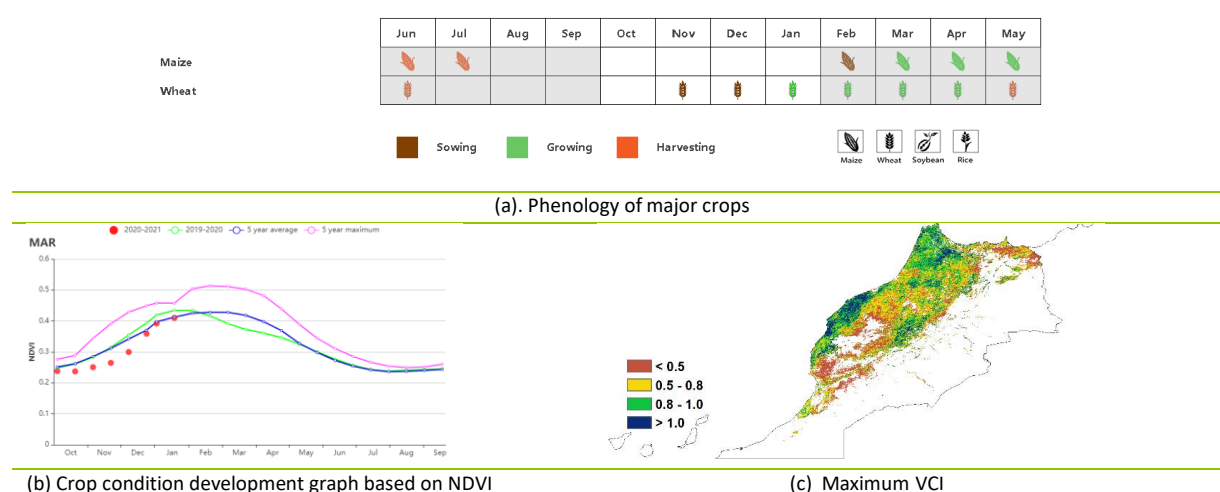 Jun Jul Aug Sep Oct Nov Dec Jan Feb Mar Apr May
Maize
Wheat
Sowing Growing Harvesting
Maize Wheat Soybean Rice
(a). Phenology of major crops
2020-2021 2019-2020 5 year average 5 year maximum
MAR
0.6
0.5
0.4
0.3
0.2
0.1
0
NDVI
Oct Nov Dec Jan Feb Mar Apr May Jun Jul Aug Sep
< 0.5
0.5 - 0.8
0.8 - 1.0
> 1.0
(b) Crop condition development graph based on NDVI (c) Maximum VCI